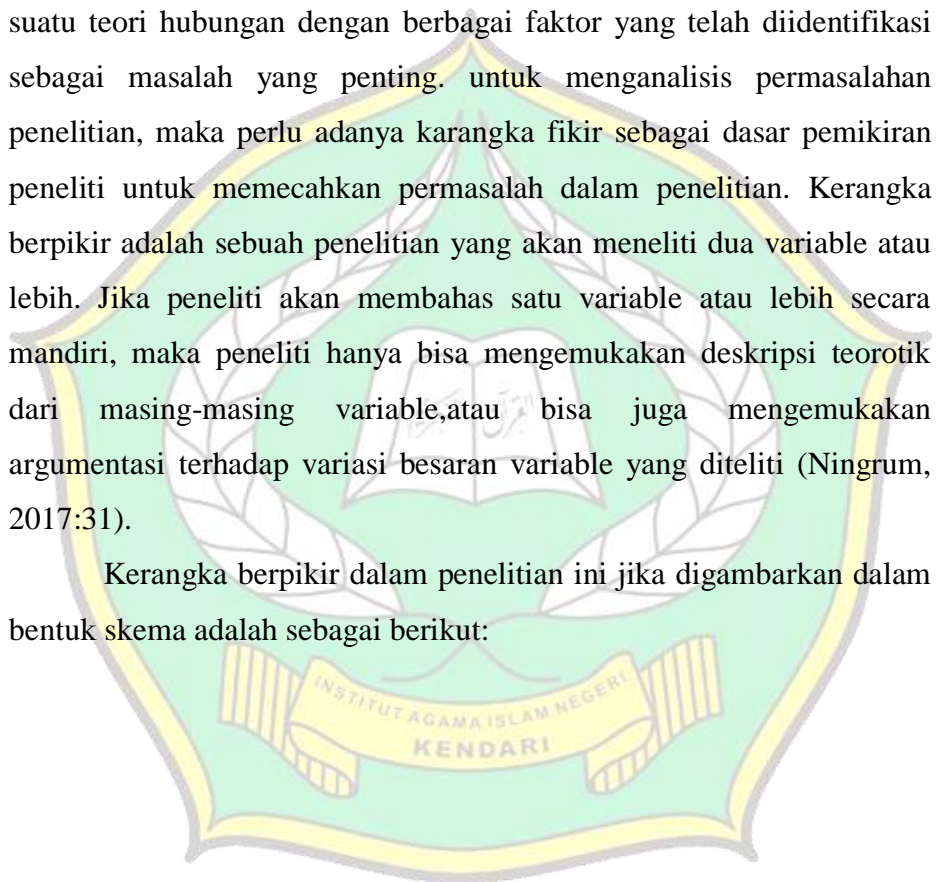 suatu teori hubungan dengan berbagai faktor yang telah diidentifikasi
sebagai masalah yang penting. untuk menganalisis permasalahan
penelitian, maka perlu adanya karangka fikir sebagai dasar pemikiran
peneliti untuk memecahkan permasalah dalam penelitian. Kerangka
berpikir adalah sebuah penelitian yang akan meneliti dua variable atau
lebih. Jika peneliti akan membahas satu variable atau lebih secara
mandiri, maka peneliti hanya bisa mengemukakan deskripsi teorotik
dari masing-masing variable,atau bisa juga mengemukakan
argumentasi terhadap variasi besaran variable yang diteliti (Ningrum,
2017:31).
Kerangka berpikir dalam penelitian ini jika digambarkan dalam
bentuk skema adalah sebagai berikut:
INSTITUT AGAMA ISLAM NEGERI
KENDARI